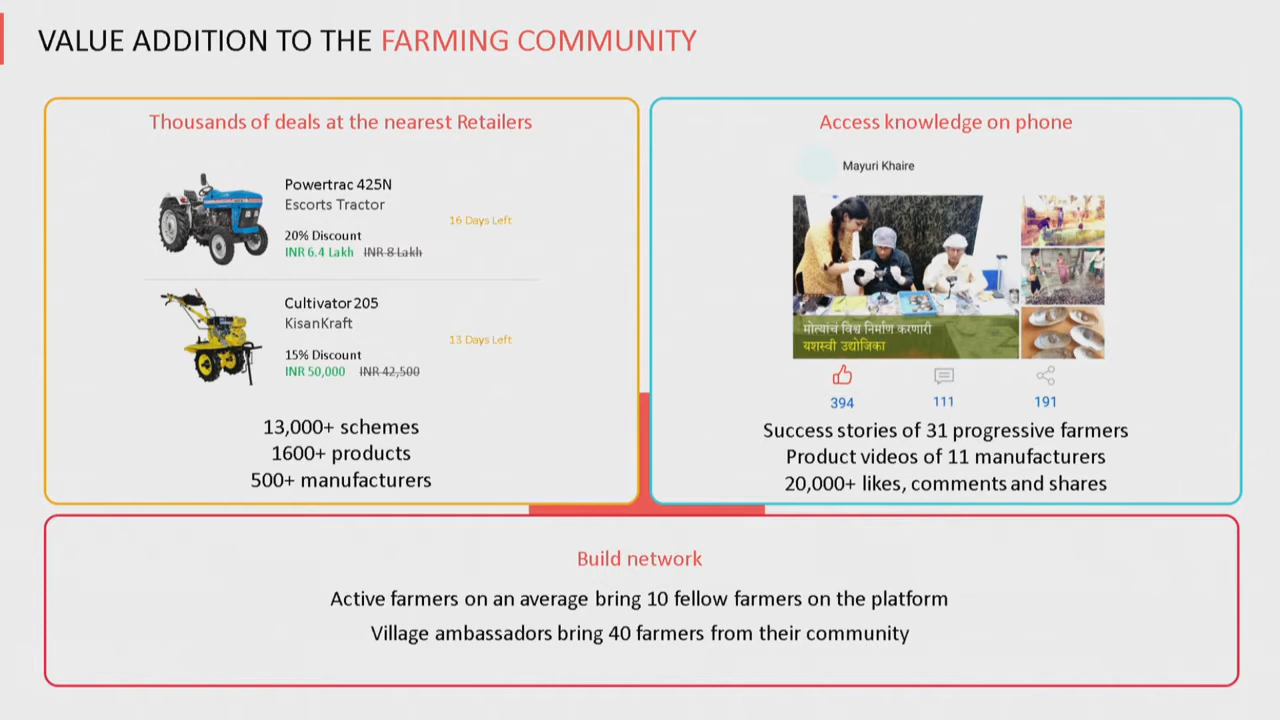 VALUE ADDITION TO THE FARMING COMMUNITY
Thousands of deals at the nearest Retailers
Powertrac 425N
Escorts Tractor
16 Days Left
20% Discount
INR 6.4 Lakh INR 8 Lakh
Cultivator 205
KisanKraft
13 Days Left
15% Discount
INR 50,000 INR 42,500
13,000+ schemes
1600+ products
500+ manufacturers
Access knowledge on phone
Mayuri Khaire
मोत्याचं विश्व निर्माण करणारी
यशस्वी उद्योजिका
394 111 191
Success stories of 31 progressive farmers
Product videos of 11 manufacturers
20,000+ likes, comments and shares
Build network
Active farmers on an average bring 10 fellow farmers on the platform
Village ambassadors bring 40 farmers from their community